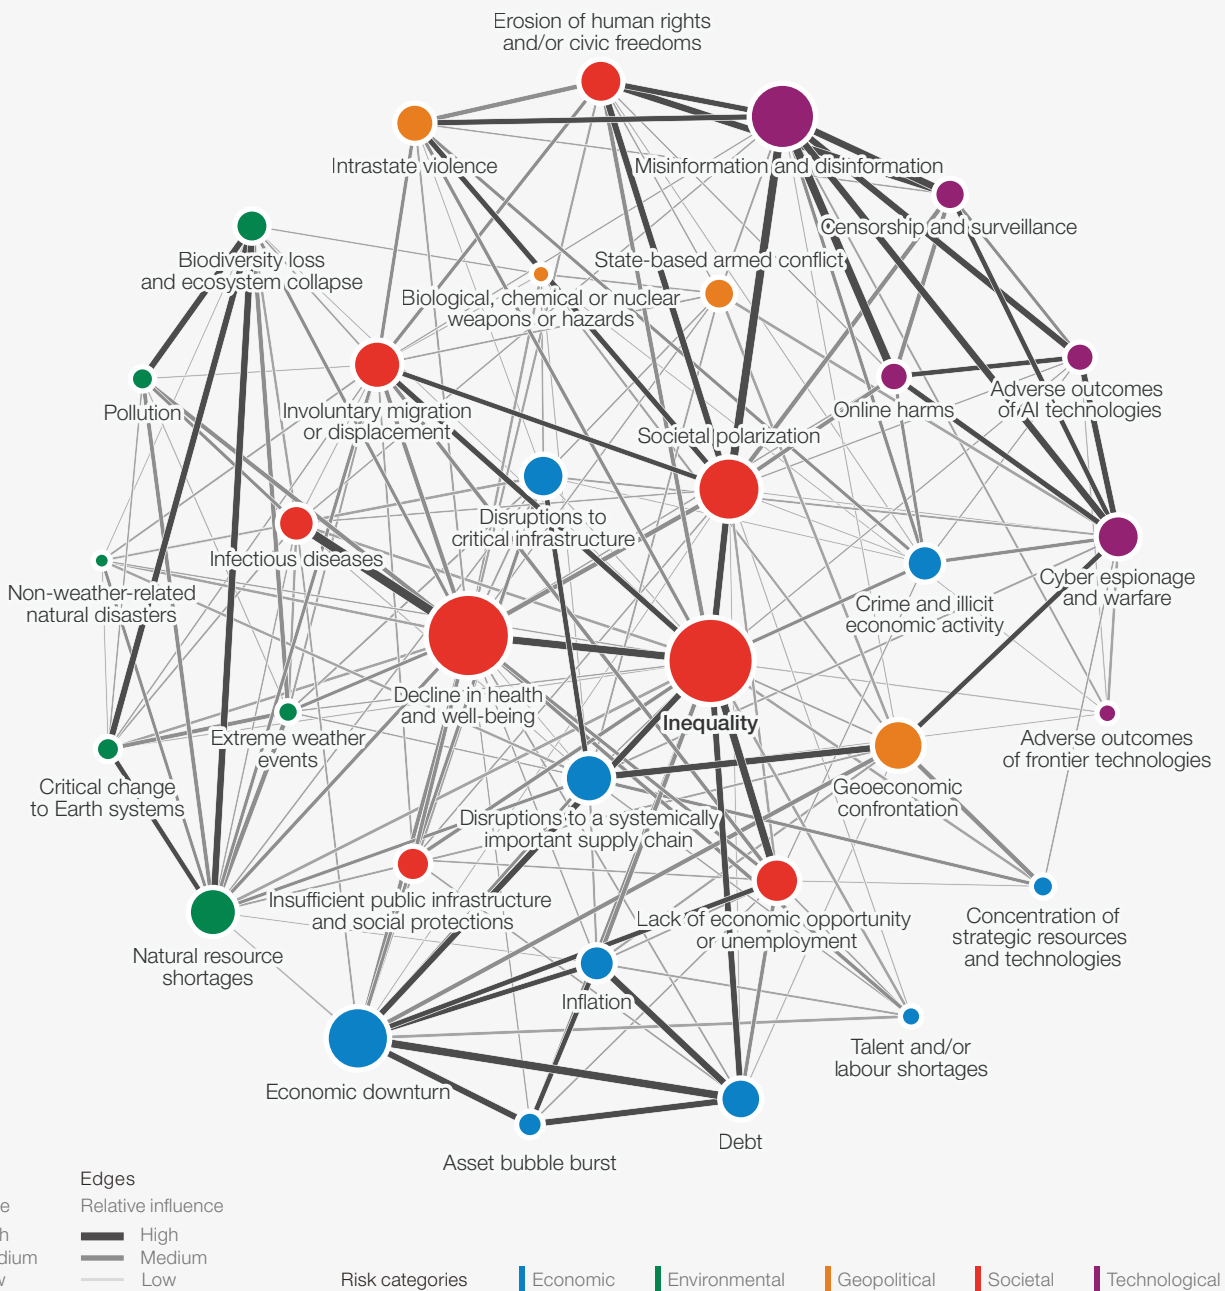 Erosion of human rights
and/or civic freedoms
Intrastate violence
Misinformation and disinformation
Censorship and surveillance
Biodiversity loss
and ecosystem collapse
State-based armed conflict
Biological, chemical or nuclear
weapons or hazards
Pollution
Involuntary migration
or displacement
Online harms
Adverse outcomes
of AI technologies
Societal polarization
Disruptions to
critical infrastructure
Infectious diseases
Non-weather-related
natural disasters
Cyber espionage
and warfare
Crime and illicit
economic activity
Decline in health
and well-being
Inequality
Extreme weather
events
Adverse outcomes
of frontier technologies
Critical change
to Earth systems
Geoeconomic
confrontation
Disruptions to a systemically
important supply chain
Insufficient public infrastructure
and social protections
Lack of economic opportunity
or unemployment
Concentration of
strategic resources
and technologies
Natural resource
shortages
Inflation
Talent and/or
labour shortages
Economic downturn
Debt
Asset bubble burst
Edges
Relative influence
High
Medium
Low
Risk categories
Economic
Environmental
Geopolitical
Societal
Technological